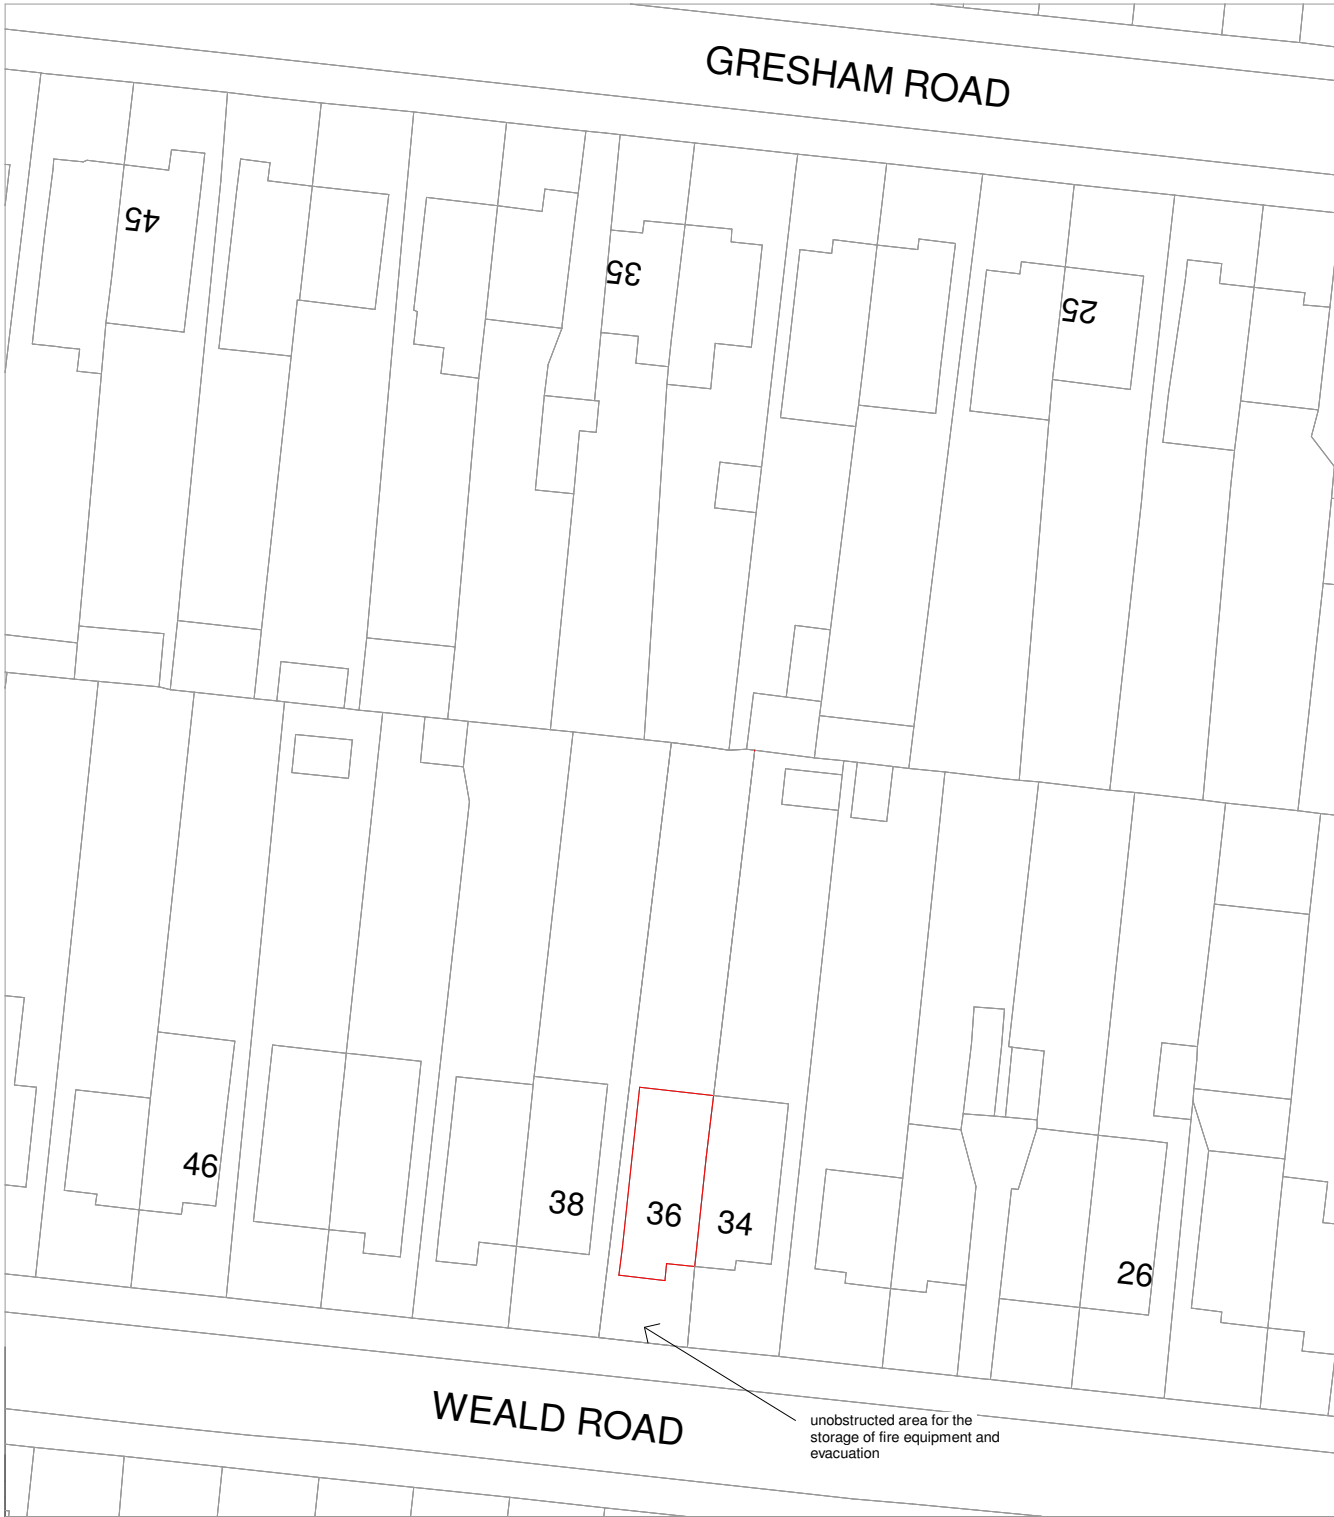 GRESHAM ROAD
45
35
25
46
38
36
34
26
WEALD ROAD
unobstructed area for the
storage of fire equipment and
evacuation